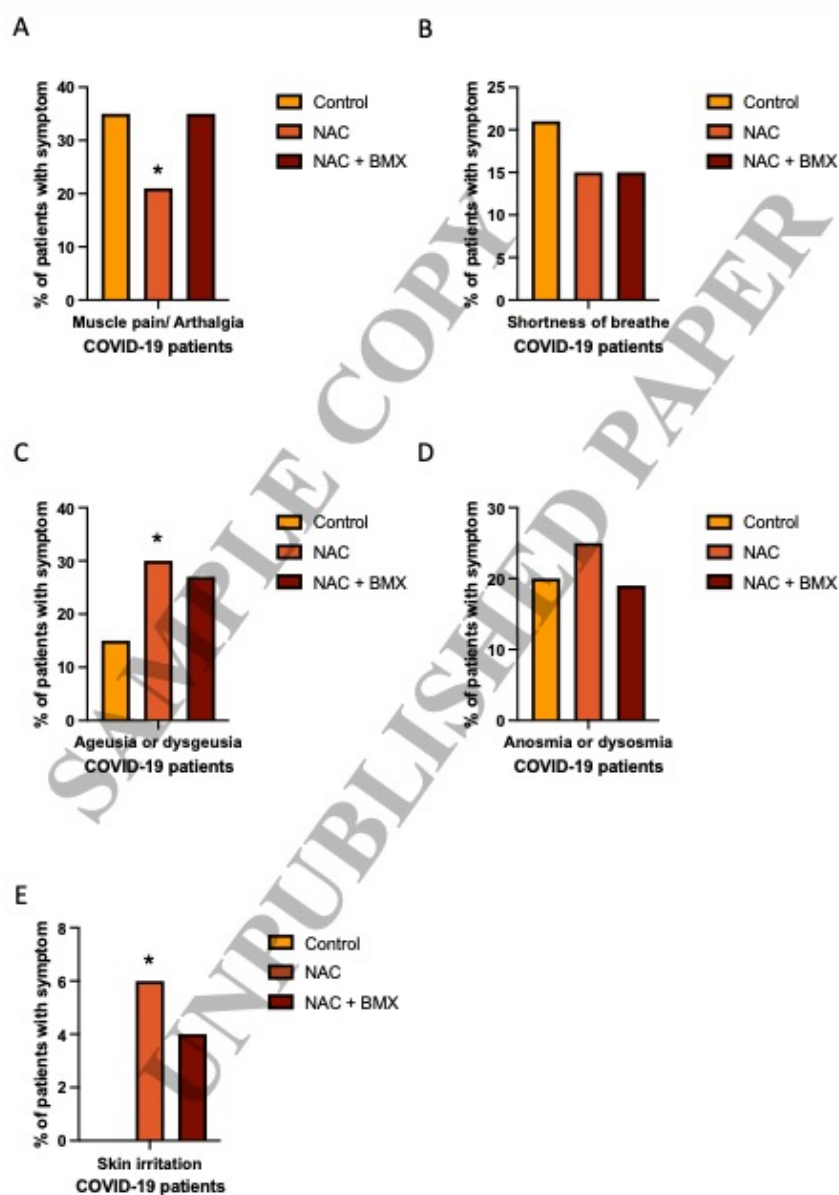 A
% of patients with symptom
40
30
20
10
0
*
Muscle pain/ Arthalgia
COVID-19 patients
Control
NAC
NAC + BMX
B
% of patients with symptom
25
20
15
10
5
0
Shortness of breathe
COVID-19 patients
Control
NAC
NAC + BMX
C
% of patients with symptom
40
30
20
10
0
*
Ageusia or dysgeusia
COVID-19 patients
Control
NAC
NAC + BMX
D
% of patients with symptom
30
20
10
0
Anosmia or dysosmia
COVID-19 patients
Control
NAC
NAC + BMX
E
% of patients with symptom
8
6
4
2
0
*
Skin irritation
COVID-19 patients
Control
NAC
NAC + BMX
SAMPLE COPY
UNPUBLISHED PAPER